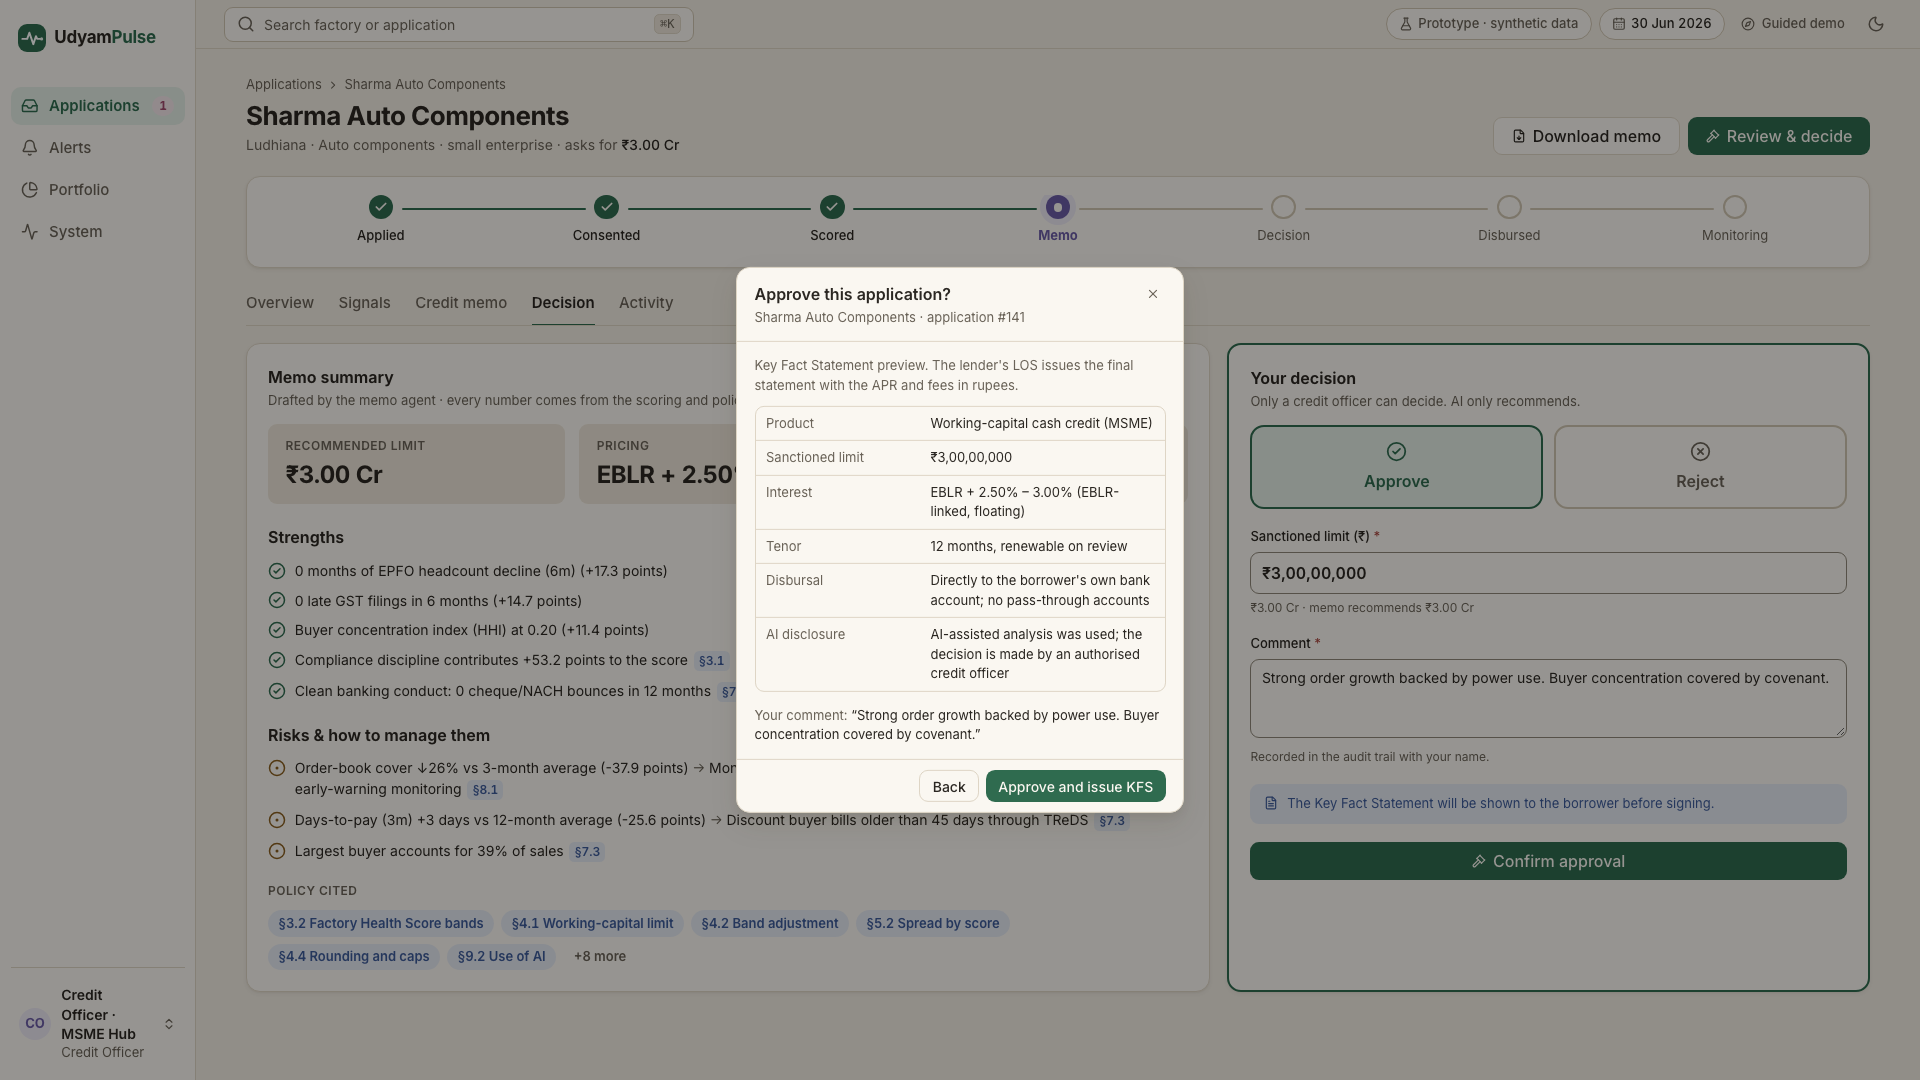 UdyamPulse
Search factory or application
⌘K
Prototype · synthetic data
30 Jun 2026
Guided demo
Applications
1
Alerts
Portfolio
System
Applications › Sharma Auto Components
Sharma Auto Components
Ludhiana · Auto components · small enterprise · asks for ₹3.00 Cr
Download memo
Review & decide
Applied
Consented
Scored
Memo
Decision
Disbursed
Monitoring
Overview
Signals
Credit memo
Decision
Activity
Memo summary
Drafted by the memo agent · every number comes from the scoring and
RECOMMENDED LIMIT
₹3.00 Cr
PRICING
EBLR + 2.50
Strengths
0 months of EPFO headcount decline (6m) (+17.3 points)
0 late GST filings in 6 months (+14.7 points)
Buyer concentration index (HHI) at 0.20 (+11.4 points)
Compliance discipline contributes +53.2 points to the score §3.1
Clean banking conduct: 0 cheque/NACH bounces in 12 months
Risks & how to manage them
Order-book cover ↓26% vs 3-month average (-37.9 points) →
early-warning monitoring §8.1
Days-to-pay (3m) +3 days vs 12-month average (-25.6 points) → Discount buyer bills older than 45 days through TReDS §7.3
Largest buyer accounts for 39% of sales §7.3
POLICY CITED
§3.2 Factory Health Score bands
§4.1 Working-capital limit
§4.2 Band adjustment
§5.2 Spread by score
§4.4 Rounding and caps
§9.2 Use of AI
+8 more
Approve this application?
Sharma Auto Components · application #141
Key Fact Statement preview. The lender's LOS issues the final
statement with the APR and fees in rupees.
Product
Working-capital cash credit (MSME)
Sanctioned limit
₹3,00,00,000
Interest
EBLR + 2.50% – 3.00% (EBLR-
linked, floating)
Tenor
12 months, renewable on review
Disbursal
Directly to the borrower's own bank
account; no pass-through accounts
AI disclosure
AI-assisted analysis was used; the
decision is made by an authorised
credit officer
Your comment: “Strong order growth backed by power use. Buyer
concentration covered by covenant.”
Back
Approve and issue KFS
Your decision
Only a credit officer can decide. AI only recommends.
Approve
Reject
Sanctioned limit (₹) *
₹3,00,00,000
₹3.00 Cr · memo recommends ₹3.00 Cr
Comment *
Strong order growth backed by power use. Buyer concentration covered by covenant.
Recorded in the audit trail with your name.
The Key Fact Statement will be shown to the borrower before signing.
Confirm approval
CO
Credit
Officer ·
MSME Hub
Credit Officer